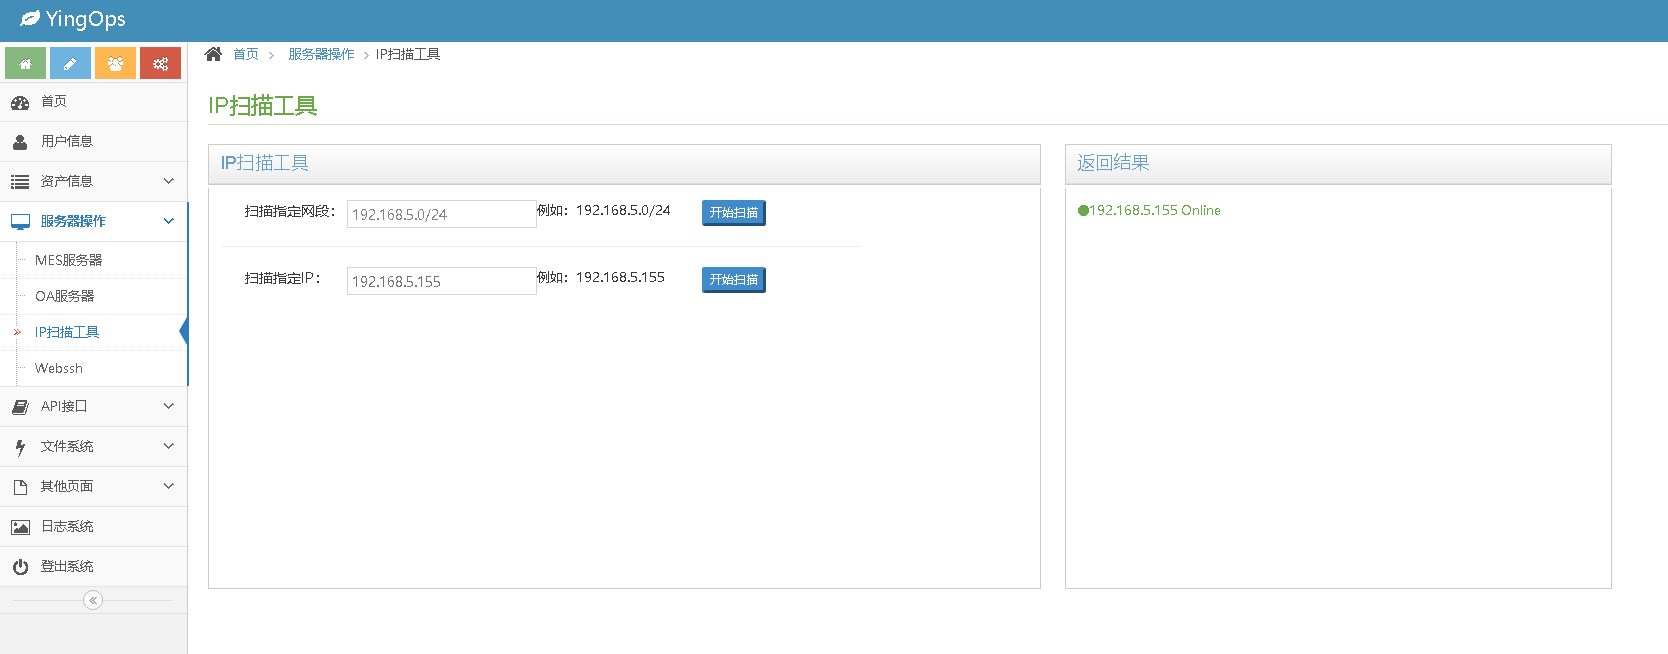 YingOps
首页 服务器操作 IP扫描工具
首页
用户信息
资产信息
服务器操作
MES服务器
OA服务器
IP扫描工具
Webssh
API接口
文件系统
其他页面
日志系统
登出系统
IP扫描工具
IP扫描工具
扫描指定网段： 192.168.5.0/24 例如：192.168.5.0/24 开始扫描
扫描指定IP： 192.168.5.155 例如：192.168.5.155 开始扫描
返回结果
192.168.5.155 Online